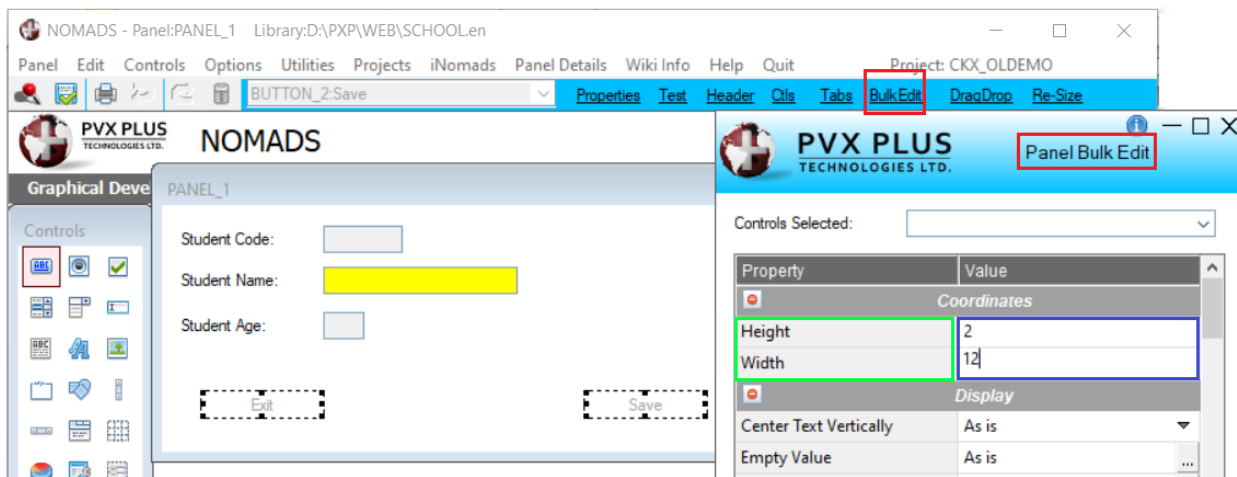 NOMADS - Panel:PANEL_1 Library:D:\PXP\WEB\SCHOOL.en
Panel Edit Controls Options Utilities Projects iNomads Panel Details Wiki Info Help Quit Project: CKX_OLDEMO
BUTTON_2:Save Properties Test Header Ctls Tabs BulkEdit DragDrop Re-Size
PVX PLUS
TECHNOLOGIES LTD.
NOMADS
PVX PLUS
TECHNOLOGIES LTD.
Panel Bulk Edit
Graphical Deve
PANEL_1
Controls
Student Code:
Student Name:
Student Age:
Exit Save
Controls Selected:
Property Value
Coordinates
Height 2
Width 12
Display
Center Text Vertically As is
Empty Value As is ...
ABC
ABC